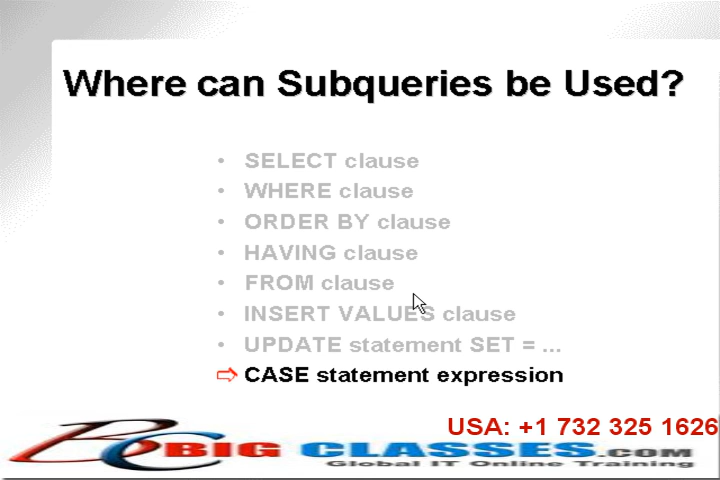 Where can Subqueries be Used?
• SELECT clause
• WHERE clause
• ORDER BY clause
• HAVING clause
• FROM clause
• INSERT VALUES clause
• UPDATE statement SET = ...
⇨ CASE statement expression
USA: +1 732 325 1626
BC BIG CLASSES.COM
Global IT Online Training